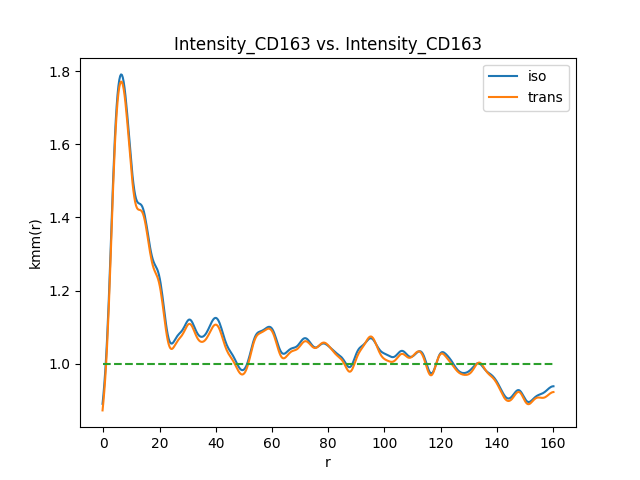 Intensity_CD163 vs. Intensity_CD163
iso
trans
kmm(r)
1.8
1.6
1.4
1.2
1.0
0 20 40 60 80 100 120 140 160
r